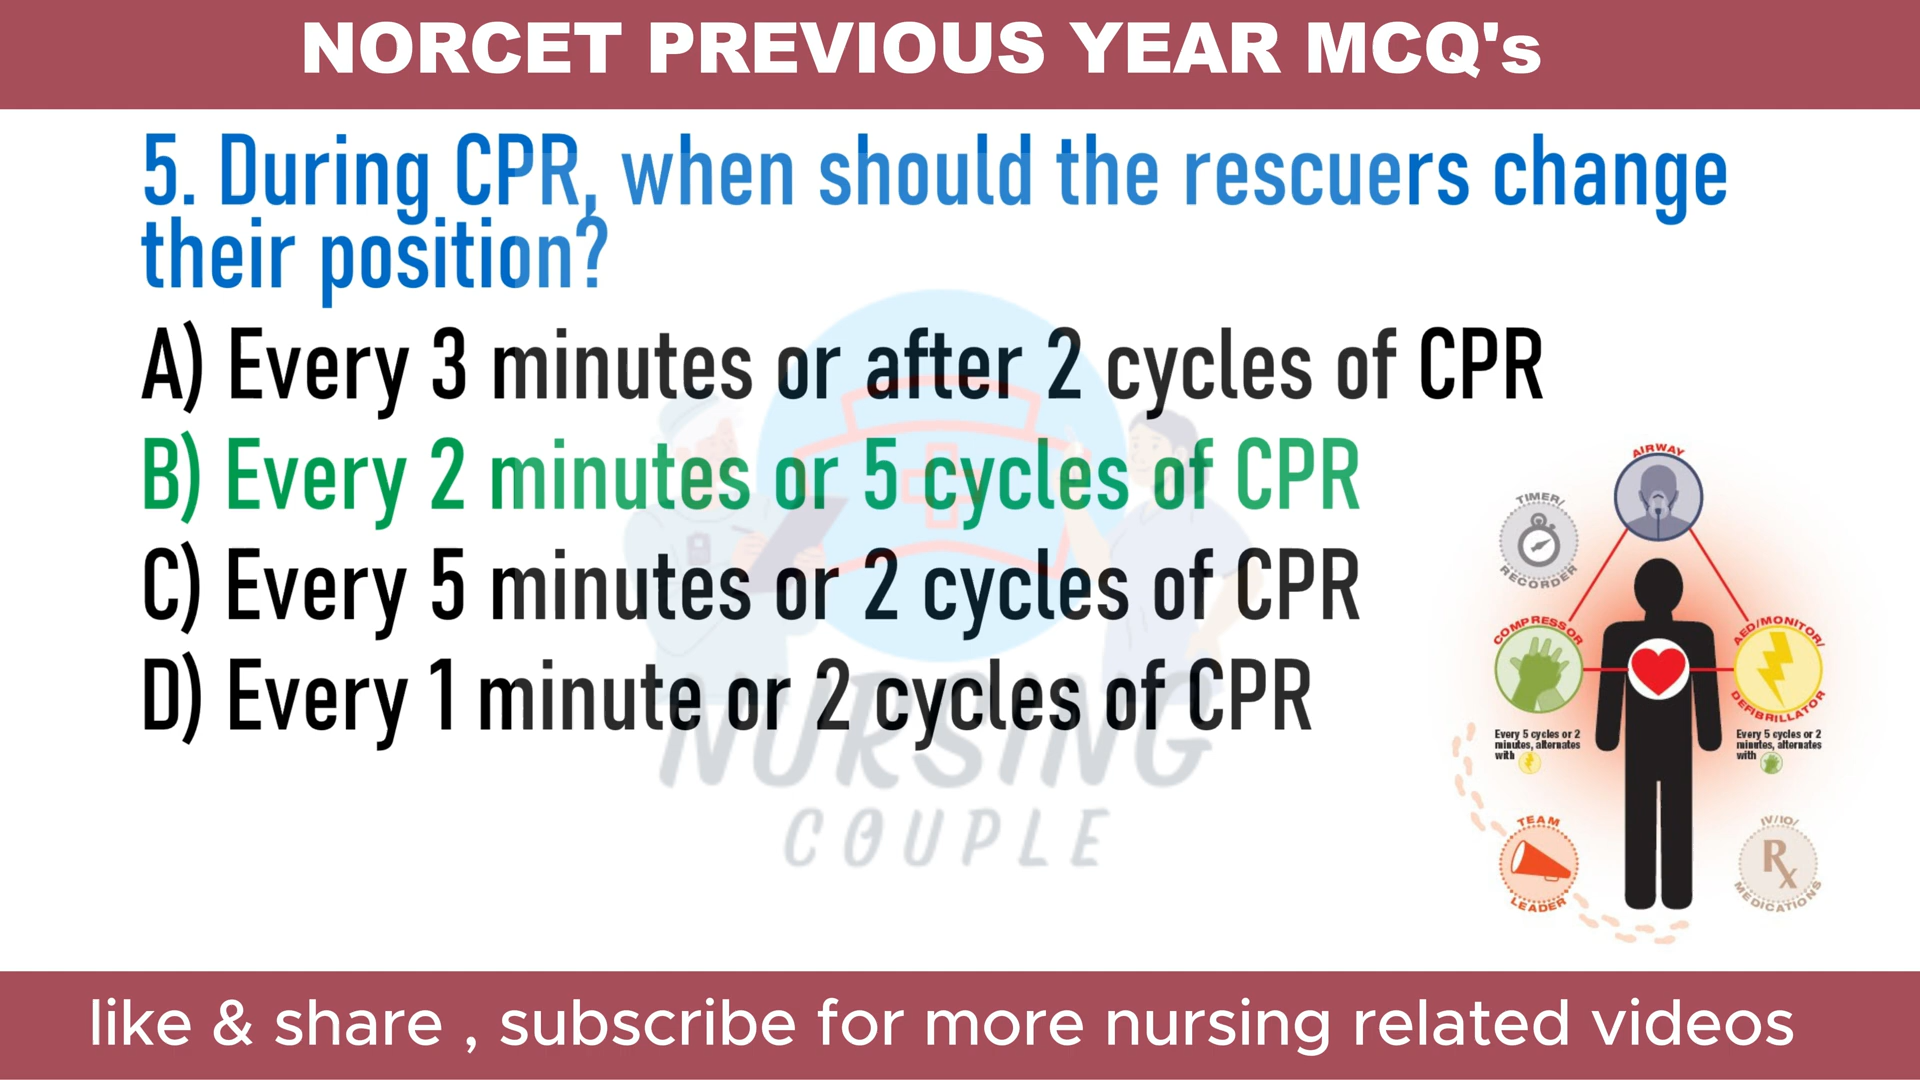 NORCET PREVIOUS YEAR MCQ's
5. During CPR, when should the rescuers change
their position?
A) Every 3 minutes or after 2 cycles of CPR
B) Every 2 minutes or 5 cycles of CPR
C) Every 5 minutes or 2 cycles of CPR
D) Every 1 minute or 2 cycles of CPR
NURSING
COUPLE
AIRWAY
TIMER/
RECORDER
COMPRESSOR
AED/MONITOR/
DEFIBRILLATOR
Every 5 cycles or 2
minutes, alternates
with
Every 5 cycles or 2
minutes, alternates
with
TEAM
LEADER
IV/IO/
Rx
MEDICATIONS
like & share , subscribe for more nursing related videos